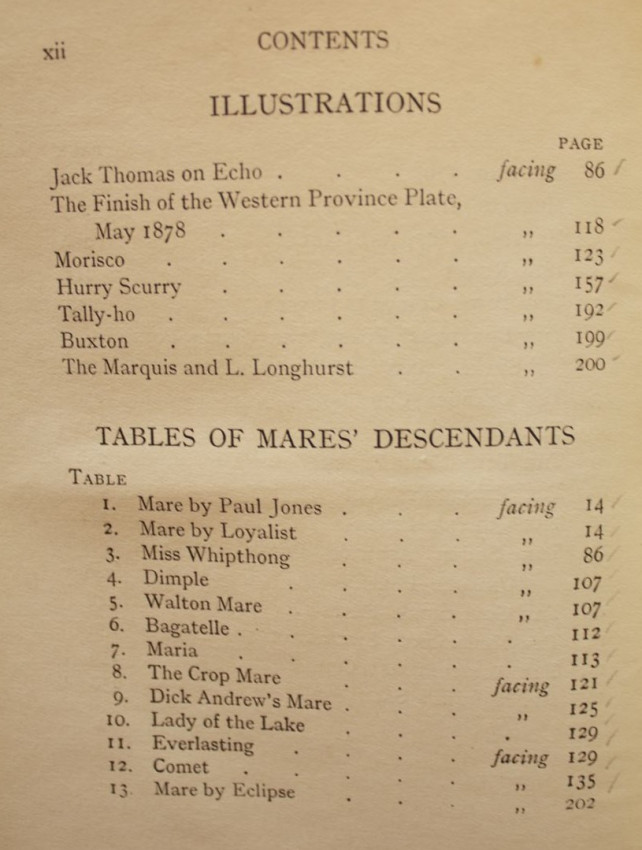 xii CONTENTS
ILLUSTRATIONS
PAGE
Jack Thomas on Echo . . . . facing 86
The Finish of the Western Province Plate,
May 1878 . . . . . ,, 118
Morisco . . . . . . ,, 123
Hurry Scurry . . . . . ,, 157
Tally-ho . . . . . . ,, 192
Buxton . . . . . . ,, 199
The Marquis and L. Longhurst . . ,, 200
TABLES OF MARES' DESCENDANTS
TABLE
1. Mare by Paul Jones . . . facing 14
2. Mare by Loyalist . . . ,, 14
3. Miss Whipthong . . . ,, 86
4. Dimple . . . . ,, 107
5. Walton Mare . . . . ,, 107
6. Bagatelle . . . . . . 112
7. Maria . . . . . . 113
8. The Crop Mare . . . facing 121
9. Dick Andrew's Mare . . . ,, 125
10. Lady of the Lake . . . . 129
11. Everlasting . . . . facing 129
12. Comet . . . . . ,, 135
13. Mare by Eclipse . . . ,, 202